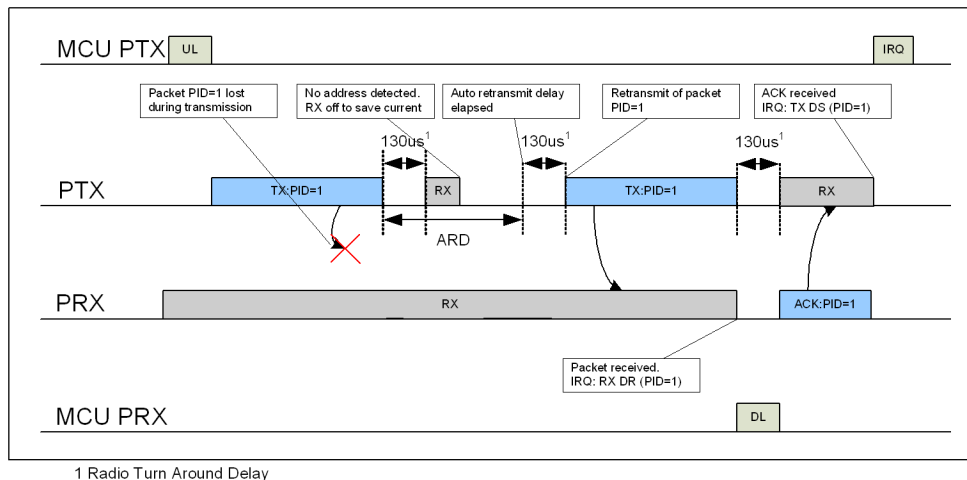 MCU PTX
UL
IRQ
Packet PID=1 lost
during transmission
No address detected.
RX off to save current
Auto retransmit delay
elapsed
Retransmit of packet
PID=1
ACK received
IRQ: TX DS (PID=1)
130us¹
130us¹
130us¹
PTX
TX:PID=1
RX
TX:PID=1
RX
ARD
PRX
RX
ACK:PID=1
Packet received.
IRQ: RX DR (PID=1)
MCU PRX
DL
1 Radio Turn Around Delay